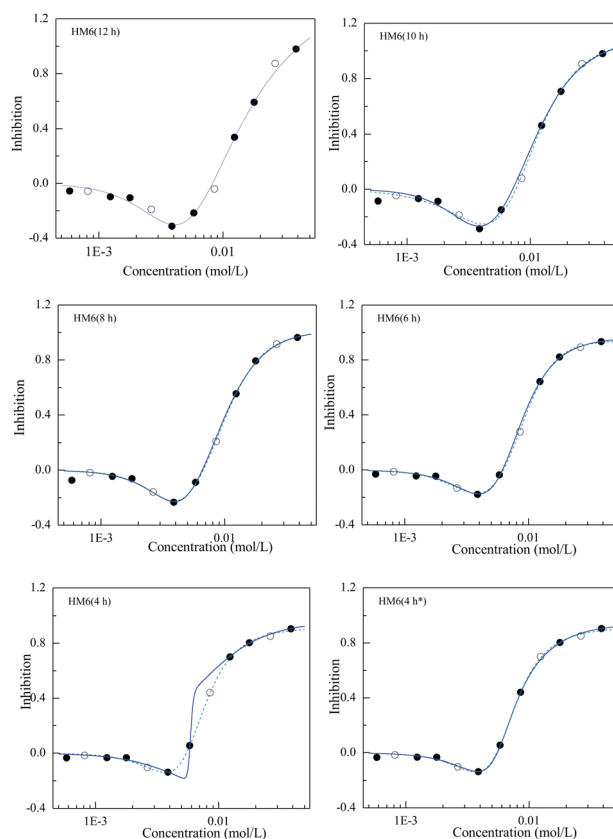 HM6(12 h)
1.2
0.8
0.4
0.0
-0.4
Inhibition
1E-3
0.01
Concentration (mol/L)
HM6(10 h)
1.2
0.8
0.4
0.0
-0.4
Inhibition
1E-3
0.01
Concentration (mol/L)
HM6(8 h)
1.2
0.8
0.4
0.0
-0.4
Inhibition
1E-3
0.01
Concentration (mol/L)
HM6(6 h)
1.2
0.8
0.4
0.0
-0.4
Inhibition
1E-3
0.01
Concentration (mol/L)
HM6(4 h)
1.2
0.8
0.4
0.0
-0.4
Inhibition
1E-3
0.01
Concentration (mol/L)
HM6(4 h*)
1.2
0.8
0.4
0.0
-0.4
Inhibition
1E-3
0.01
Concentration (mol/L)